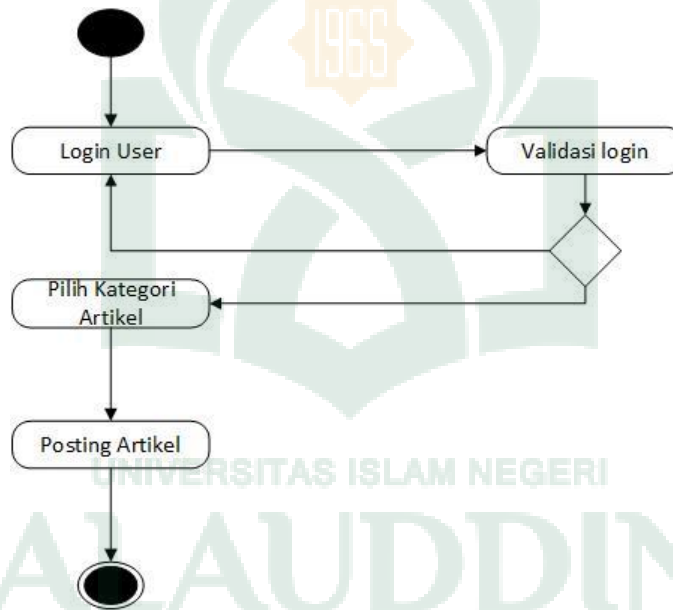 1965
Login User
Validasi login
Pilih Kategori
Artikel
Posting Artikel
UNIVERSITAS ISLAM NEGERI
ALAUDDIN